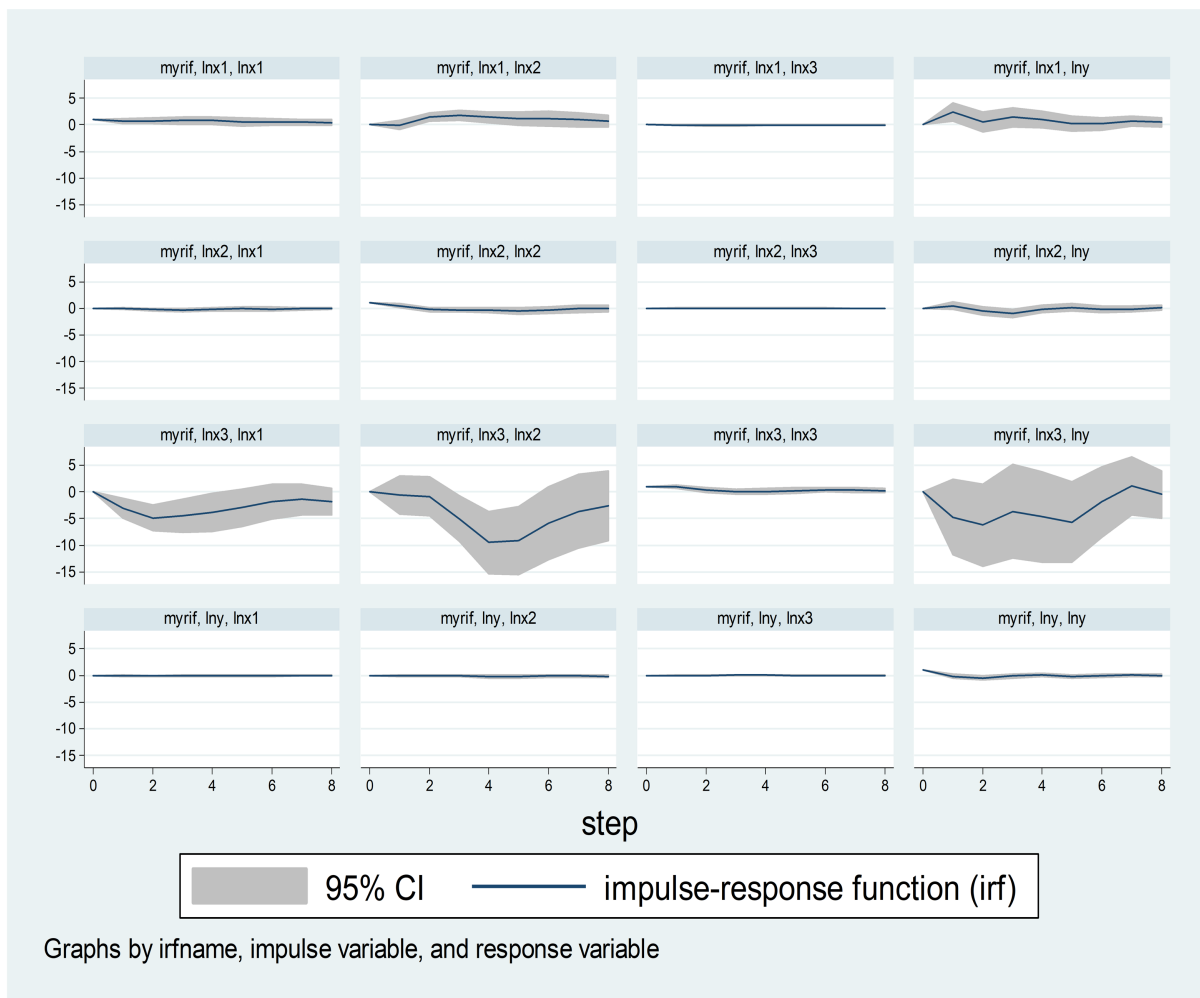 myrif, lnx1, lnx1 myrif, lnx1, lnx2 myrif, lnx1, lnx3 myrif, lnx1, lny
5
0
-5
-10
-15
myrif, lnx2, lnx1 myrif, lnx2, lnx2 myrif, lnx2, lnx3 myrif, lnx2, lny
5
0
-5
-10
-15
myrif, lnx3, lnx1 myrif, lnx3, lnx2 myrif, lnx3, lnx3 myrif, lnx3, lny
5
0
-5
-10
-15
myrif, lny, lnx1 myrif, lny, lnx2 myrif, lny, lnx3 myrif, lny, lny
5
0
-5
-10
-15
0 2 4 6 8 0 2 4 6 8 0 2 4 6 8 0 2 4 6 8
step
95% CI impulse-response function (irf)
Graphs by irfname, impulse variable, and response variable